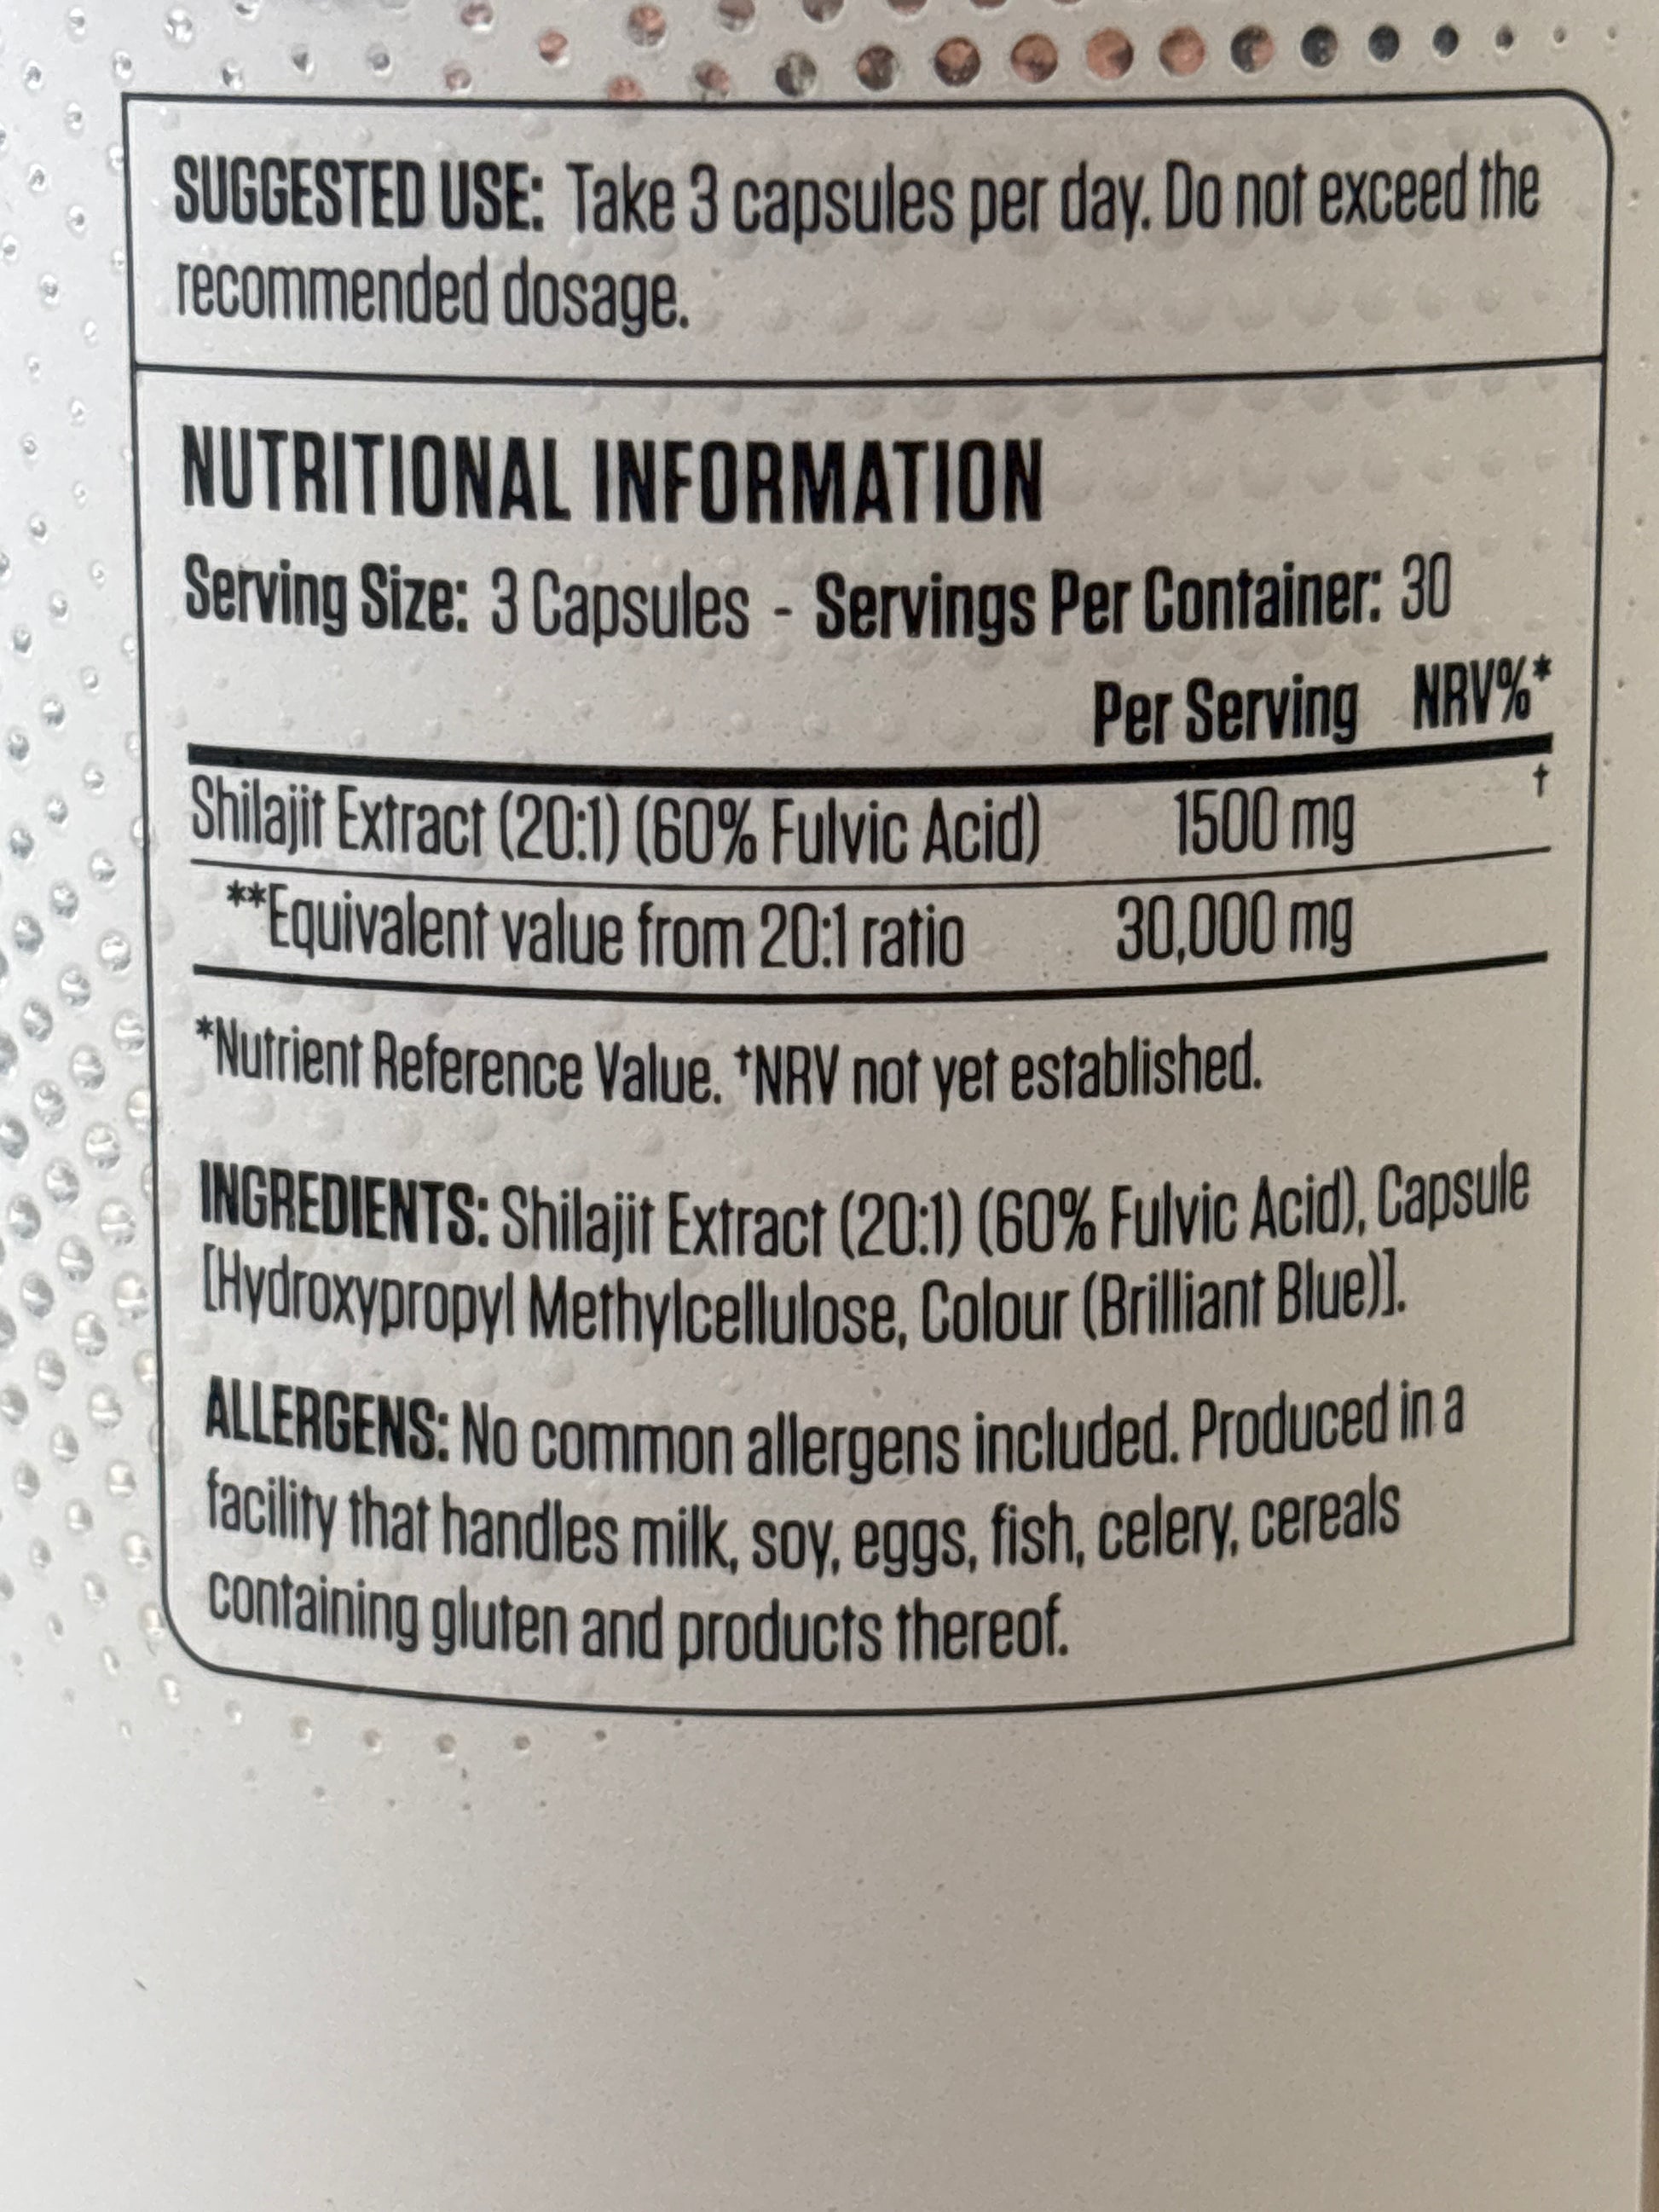 SUGGESTED USE: Take 3 capsules per day. Do not exceed the
recommended dosage.
NUTRITIONAL INFORMATION
Serving Size: 3 Capsules - Servings Per Container: 30
Per Serving NRV%*
Shilajit Extract (20:1) (60% Fulvic Acid) 1500 mg †
**Equivalent value from 20:1 ratio 30,000 mg
*Nutrient Reference Value. †NRV not yet established.
INGREDIENTS: Shilajit Extract (20:1) (60% Fulvic Acid), Capsule
[Hydroxypropyl Methylcellulose, Colour (Brilliant Blue)].
ALLERGENS: No common allergens included. Produced in a
facility that handles milk, soy, eggs, fish, celery, cereals
containing gluten and products thereof.